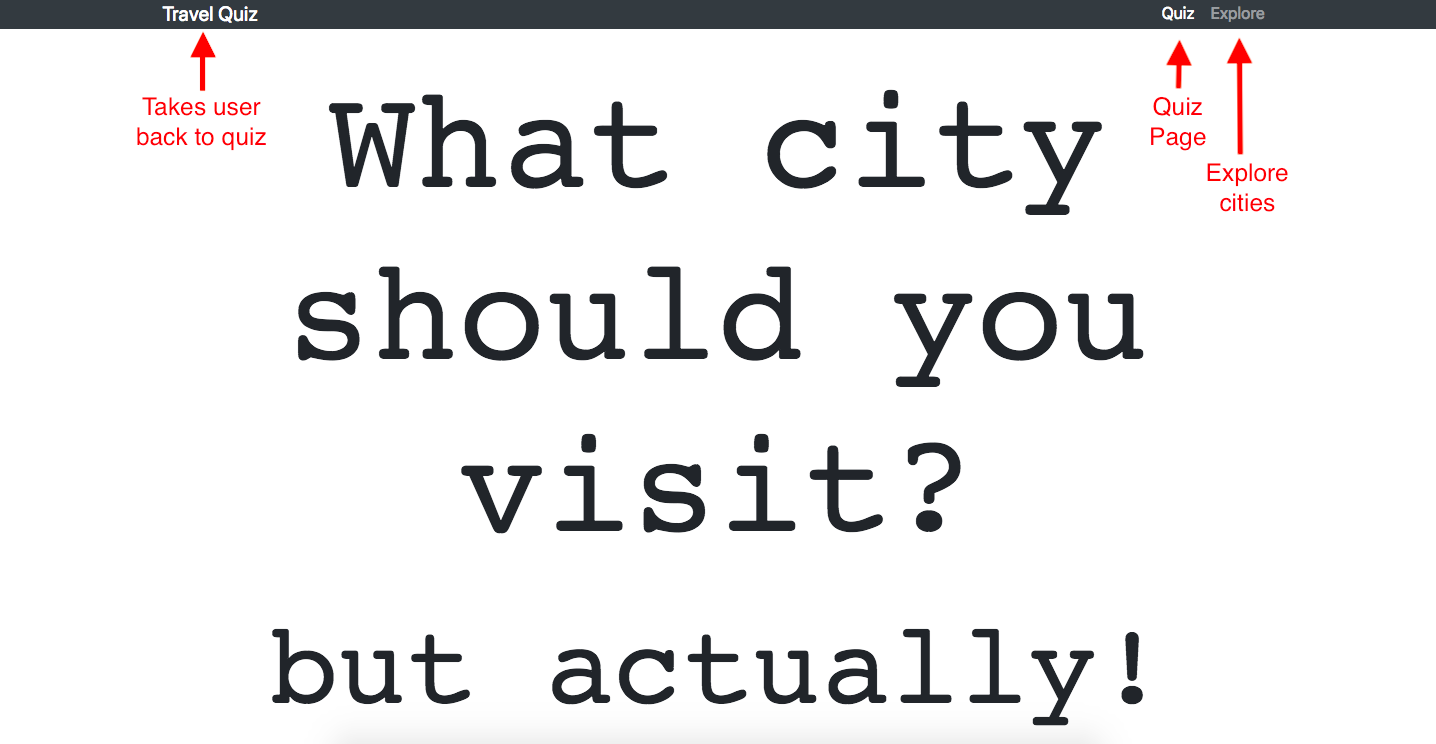 Travel Quiz
Quiz Explore
Takes user
back to quiz
Quiz
Page
Explore
cities
What city
should you
visit?
but actually!